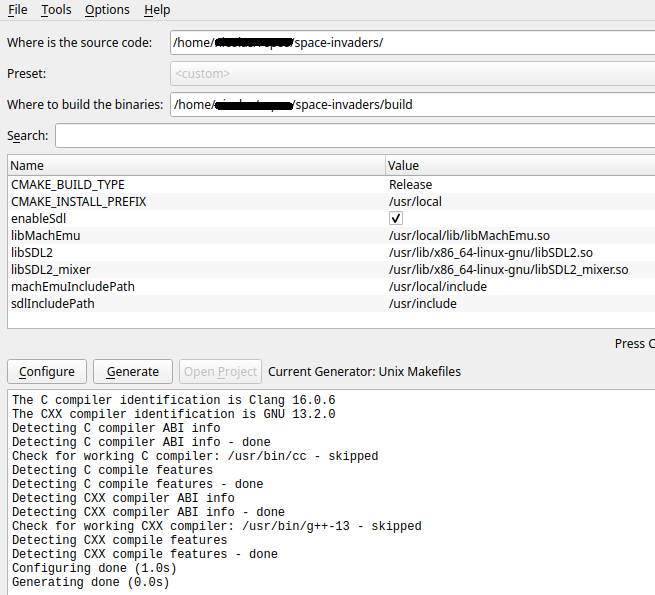 File Tools Options Help
Where is the source code: /home/ /space-invaders/
Preset: <custom>
Where to build the binaries: /home/ /space-invaders/build
Search:
Name Value
CMAKE_BUILD_TYPE Release
CMAKE_INSTALL_PREFIX /usr/local
enableSdl
libMachEmu /usr/local/lib/libMachEmu.so
libSDL2 /usr/lib/x86_64-linux-gnu/libSDL2.so
libSDL2_mixer /usr/lib/x86_64-linux-gnu/libSDL2_mixer.so
machEmuIncludePath /usr/local/include
sdlIncludePath /usr/include
Press C
Configure Generate Open Project Current Generator: Unix Makefiles
The C compiler identification is Clang 16.0.6
The CXX compiler identification is GNU 13.2.0
Detecting C compiler ABI info
Detecting C compiler ABI info - done
Check for working C compiler: /usr/bin/cc - skipped
Detecting C compile features
Detecting C compile features - done
Detecting CXX compiler ABI info
Detecting CXX compiler ABI info - done
Check for working CXX compiler: /usr/bin/g++-13 - skipped
Detecting CXX compile features
Detecting CXX compile features - done
Configuring done (1.0s)
Generating done (0.0s)